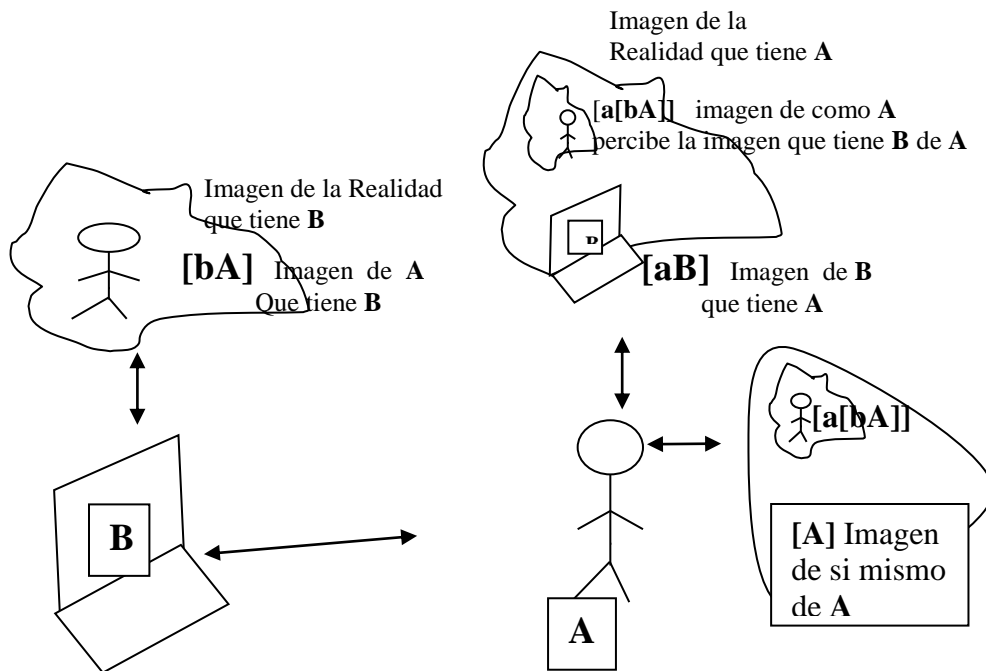 Imagen de la
Realidad que tiene A
[a[bA]] imagen de como A
percibe la imagen que tiene B de A
B
[aB] Imagen de B
que tiene A
Imagen de la Realidad
que tiene B
[bA] Imagen de A
Que tiene B
[a[bA]]
B
[A] Imagen
de si mismo
de A
A